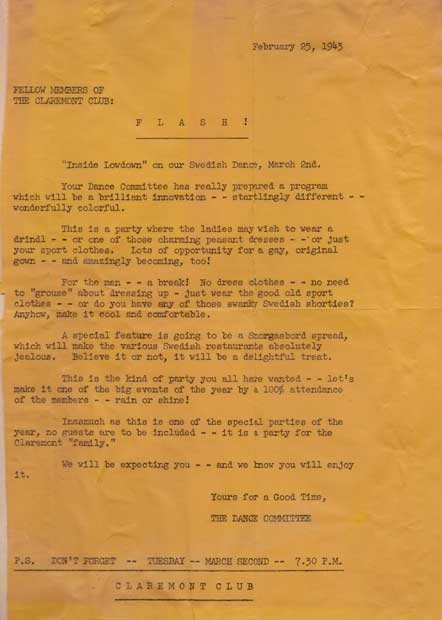 February 25, 1943
FELLOW MEMBERS OF
THE CLAREMONT CLUB:
F L A S H !
"Inside Lowdown" on our Swedish Dance, March 2nd.
Your Dance Committee has really prepared a program
which will be a brilliant innovation - - startlingly different - -
wonderfully colorful.
This is a party where the ladies may wish to wear a
drindl - - or one of those charming peasant dresses - - or just
your sport clothes. Lots of opportunity for a gay, original
gown - - and amazingly becoming, too!
For the men - - a break! No dress clothes - - no need
to "grouse" about dressing up - just wear the good old sport
clothes - - or do you have any of those swanky Swedish shorties?
Anyhow, make it cool and comfortable.
A special feature is going to be a Smorgasbord spread,
which will make the various Swedish restaurants absolutely
jealous. Believe it or not, it will be a delightful treat.
This is the kind of party you all have wanted - - let's
make it one of the big events of the year by a 100% attendance
of the members - - rain or shine!
Inasmuch as this is one of the special parties of the
year, no guests are to be included - - it is a party for the
Claremont "family."
We will be expecting you - - and we know you will enjoy
it.
Yours for a Good Time,
THE DANCE COMMITTEE
P.S. DON'T FORGET -- TUESDAY -- MARCH SECOND -- 7.30 P.M.
C L A R E M O N T C L U B